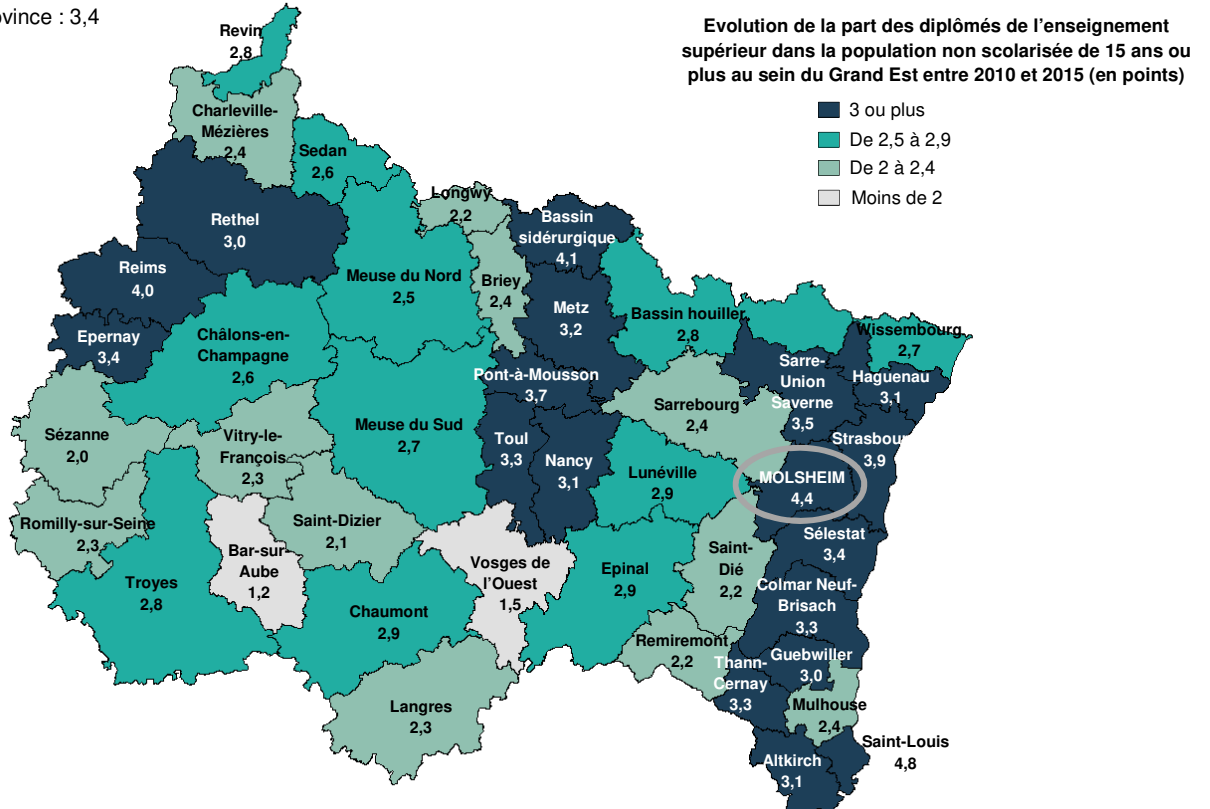 ovince : 3,4
Evolution de la part des diplômés de l'enseignement
supérieur dans la population non scolarisée de 15 ans ou
plus au sein du Grand Est entre 2010 et 2015 (en points)
3 ou plus
De 2,5 à 2,9
De 2 à 2,4
Moins de 2
Revin
2,8
Charleville-
Mézières
2,4
Sedan
2,6
Longwy
2,2
Rethel
3,0
Bassin
sidérurgique
4,1
Reims
4,0
Meuse du Nord
2,5
Briey
2,4
Metz
3,2
Bassin houiller
2,8
Wissembourg
2,7
Epernay
3,4
Châlons-en-
Champagne
2,6
Pont-à-Mousson
3,7
Sarre-
Union
Saverne
3,5
Haguenau
3,1
Sarrebourg
2,4
Sézanne
2,0
Vitry-le-
François
2,3
Meuse du Sud
2,7
Toul
3,3
Nancy
3,1
Lunéville
2,9
Strasbour
3,9
MOLSHEIM
4,4
Romilly-sur-Seine
2,3
Saint-Dizier
2,1
Sélestat
3,4
Troyes
2,8
Bar-sur-
Aube
1,2
Vosges de
l'Ouest
1,5
Epinal
2,9
Saint-
Dié
2,2
Colmar Neuf-
Brisach
3,3
Chaumont
2,9
Remiremont
2,2
Guebwiller
3,0
Thann-
Cernay
3,3
Langres
2,3
Mulhouse
2,4
Saint-Louis
4,8
Altkirch
3,1